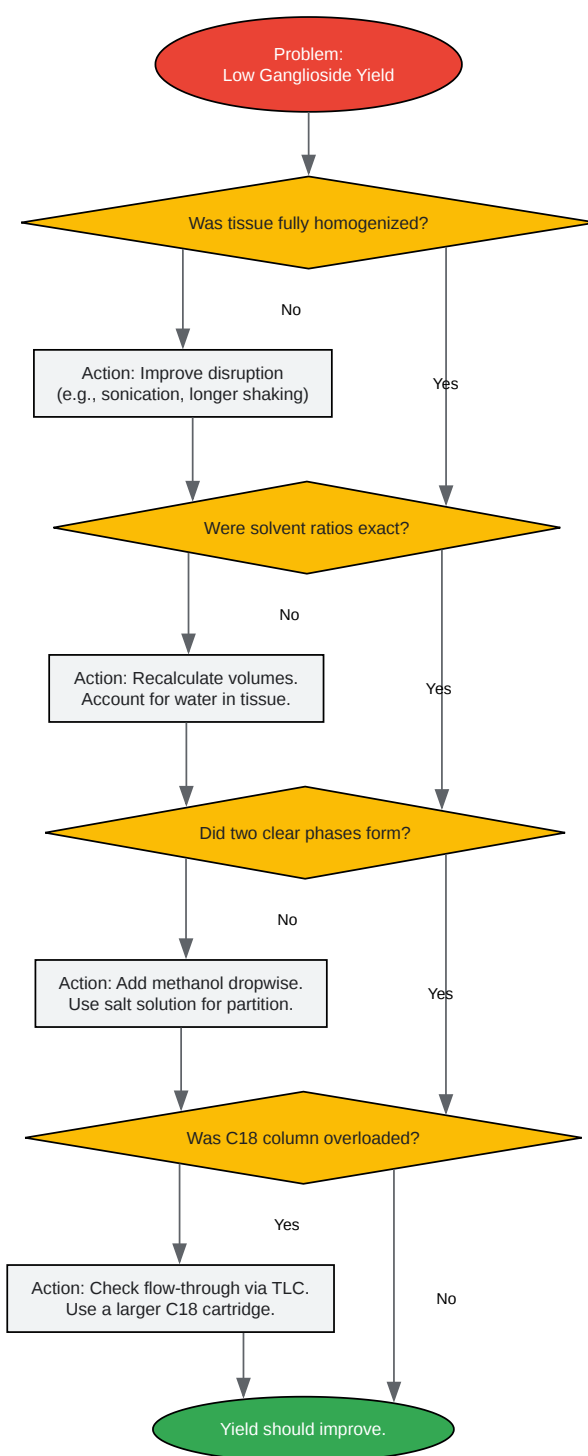 Problem:
Low Ganglioside Yield
Was tissue fully homogenized?
No
Action: Improve disruption
(e.g., sonication, longer shaking)
Yes
Were solvent ratios exact?
No
Action: Recalculate volumes.
Account for water in tissue.
Yes
Did two clear phases form?
No
Action: Add methanol dropwise.
Use salt solution for partition.
Yes
Was C18 column overloaded?
Yes
Action: Check flow-through via TLC.
Use a larger C18 cartridge.
No
Yield should improve.